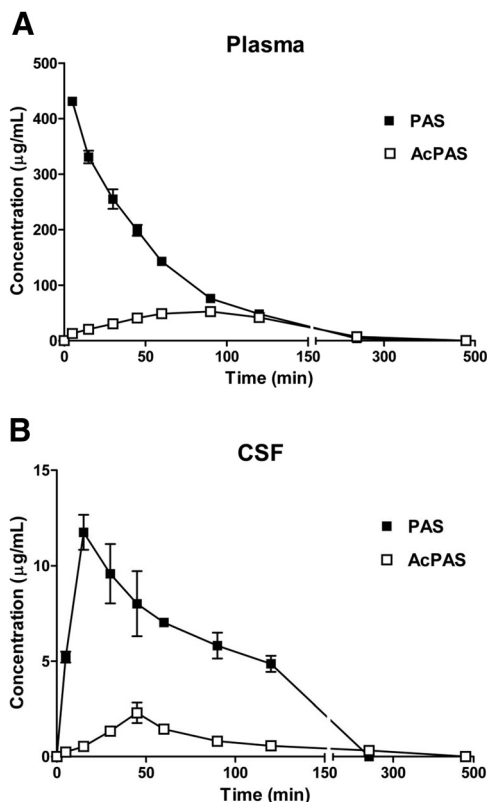 A
Plasma
500
400
300
200
100
0
0 50 100 150 300 500
Concentration (µg/mL)
Time (min)
PAS
AcPAS
B
CSF
15
10
5
0
0 50 100 150 300 500
Concentration (µg/mL)
Time (min)
PAS
AcPAS